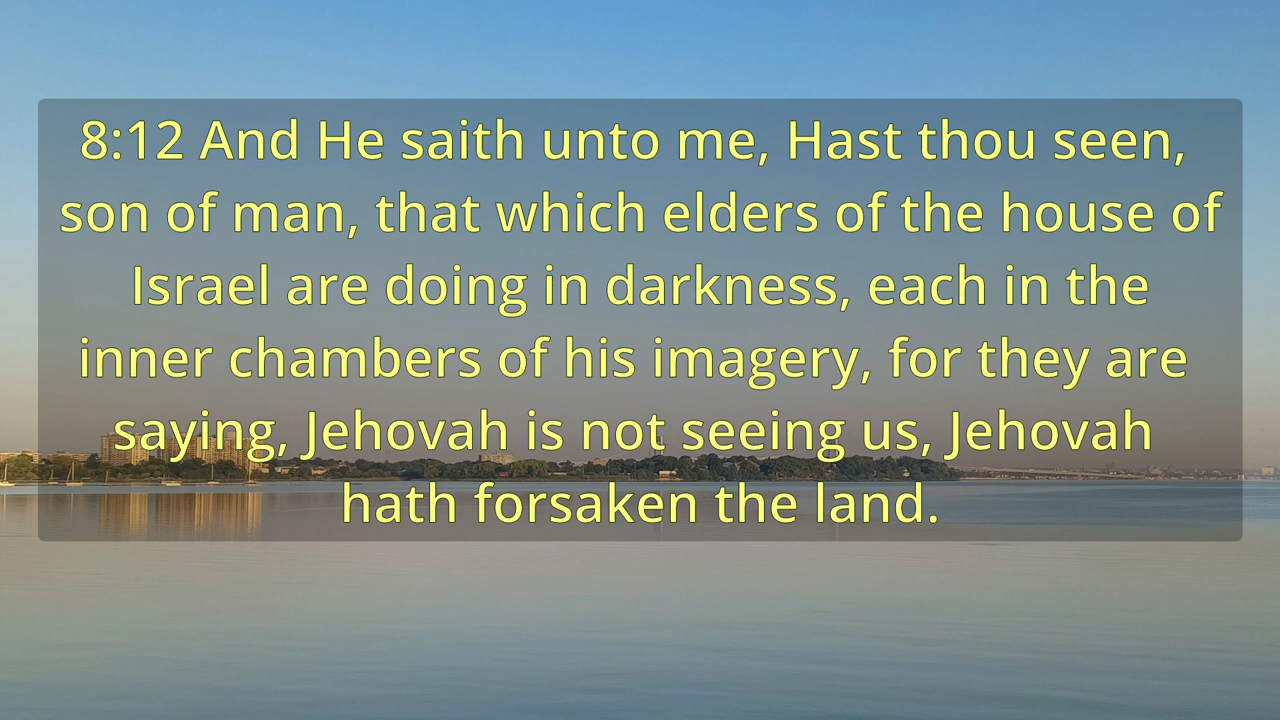 8:12 And He saith unto me, Hast thou seen,
son of man, that which elders of the house of
Israel are doing in darkness, each in the
inner chambers of his imagery, for they are
saying, Jehovah is not seeing us, Jehovah
hath forsaken the land.